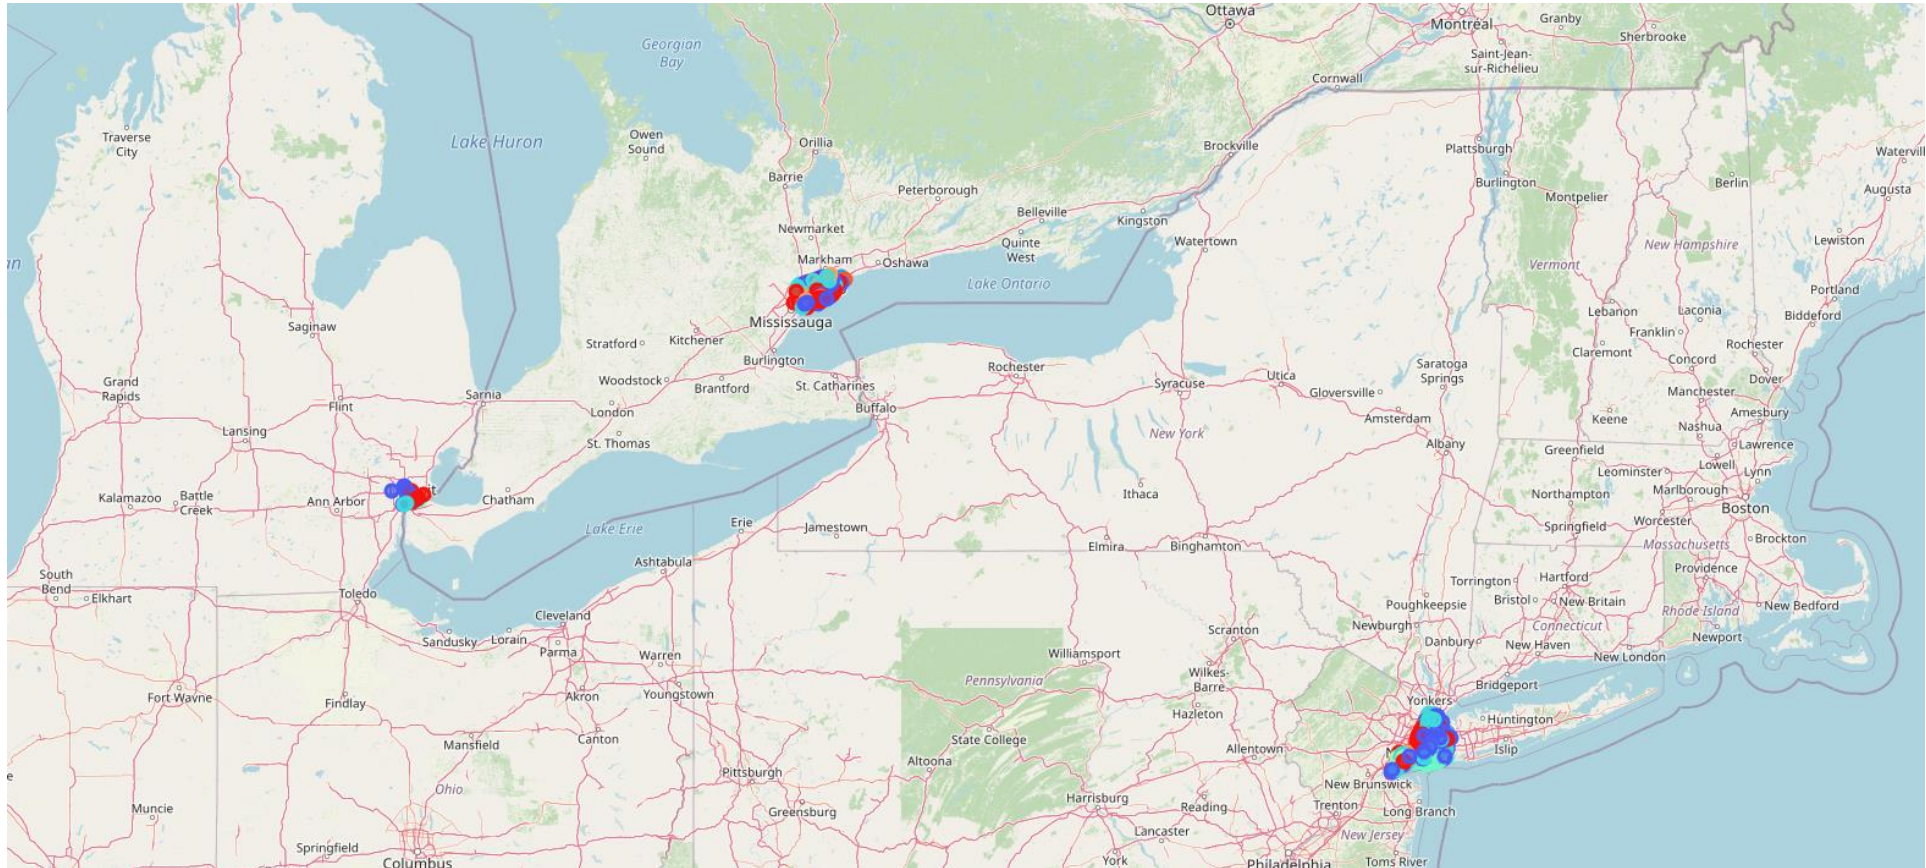 Ottawa
Montréal
Granby
Sherbrooke
Georgian
Bay
Saint-Jean-
sur-Richelieu
Cornwall
Traverse
City
Lake Huron
Owen
Sound
Orillia
Brockville
Plattsburgh
Watervill
Barrie
Peterborough
Burlington
Montpelier
Berlin
Augusta
Belleville
Kingston
Newmarket
Quinte
West
Watertown
New Hampshire
Lewiston
an
Markham
Oshawa
Vermont
Lake Ontario
Portland
Mississauga
Lebanon
Laconia
Biddeford
Saginaw
Stratford
Kitchener
Franklin
Rochester
Claremont
Concord
Burlington
Rochester
Saratoga
Springs
Grand
Rapids
Woodstock
Brantford
St. Catharines
Syracuse
Utica
Gloversville
Dover
Manchester
Flint
Sarnia
London
Buffalo
Amsterdam
Keene
Amesbury
Nashua
Lansing
St. Thomas
New York
Albany
Greenfield
Lawrence
Lowell
Lynn
Leominster
Kalamazoo
Battle
Creek
Ann Arbor
it
Chatham
Ithaca
Northampton
Marlborough
Boston
Lake Erie
Erie
Jamestown
Springfield
Worcester
Elmira
Binghamton
Massachusetts
Brockton
Ashtabula
Providence
South
Bend
Elkhart
Toledo
Torrington
Hartford
Bristol
New Britain
Poughkeepsie
Rhode Island
New Bedford
Cleveland
Newburgh
Connecticut
Sandusky
Lorain
Parma
Scranton
Danbury
New Haven
Newport
Warren
Williamsport
New London
Wilkes-
Barre
Bridgeport
Fort Wayne
Findlay
Akron
Youngstown
Pennsylvania
Yonkers
Hazleton
Huntington
Mansfield
Canton
State College
Allentown
N
Islip
Altoona
Pittsburgh
e
Ohio
New Brunswick
Muncie
Greensburg
Harrisburg
Reading
Trenton
Long Branch
Lancaster
New Jersey
Springfield
Columbus
York
Philadelphia
Toms River